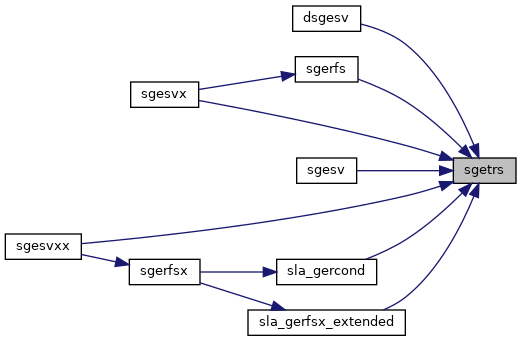 dsgesv
sgerfs
sgesvx
sgetrs
sgesv
sgesvxx
sgerfsx
sla_gercond
sla_gerfsx_extended